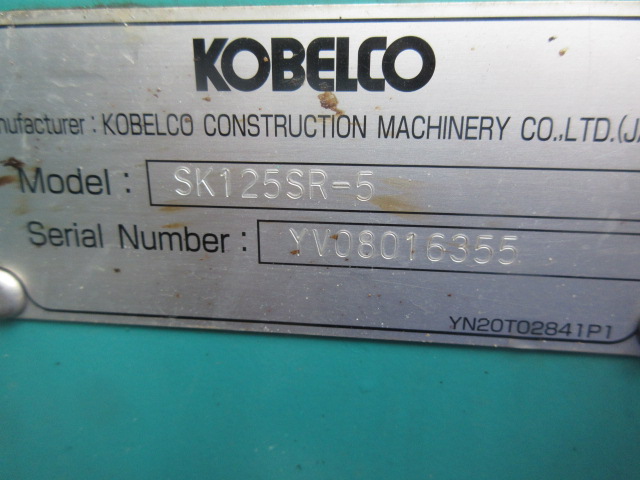 KOBELCO
nufacturer : KOBELCO CONSTRUCTION MACHINERY CO.,LTD.(JA
Model : SK125SR-5
Serial Number : YV08016355
YN20T02841P1